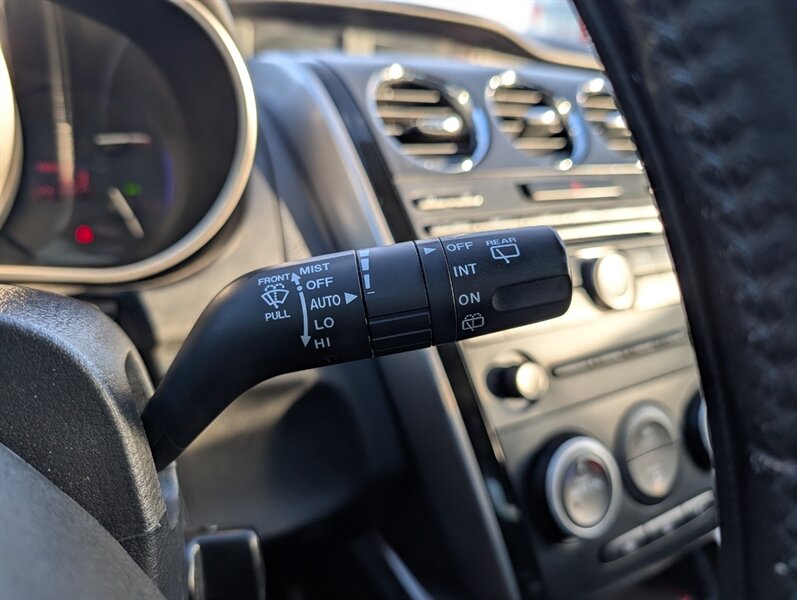 FRONT
PULL
MIST
OFF
AUTO
LO
HI
OFF
REAR
INT
ON